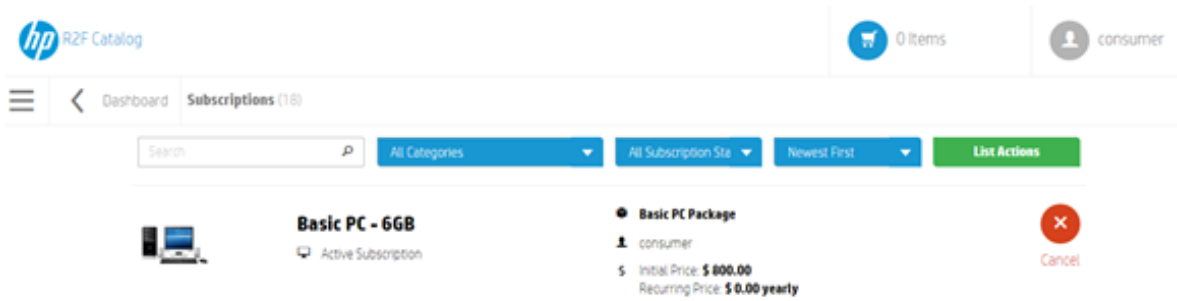 hp R2F Catalog 0 Items consumer
Dashboard Subscriptions (18)
Search All Categories All Subscription Sta Newest First List Actions
Basic PC - 6GB
Active Subscription
Basic PC Package
consumer
$ Initial Price: $ 800.00
Recurring Price: $ 0.00 yearly
Cancel